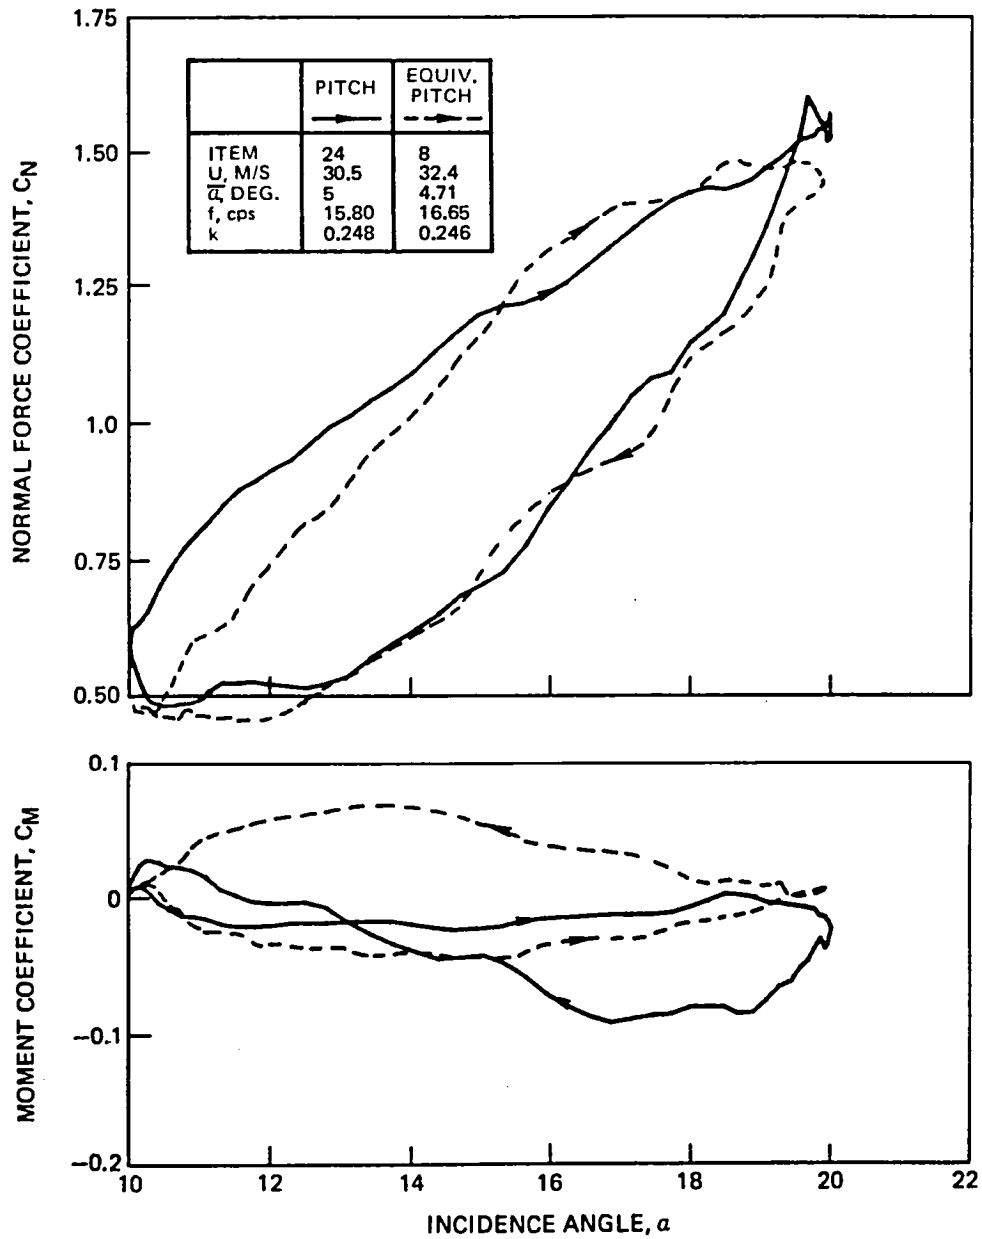 1.75
1.50
1.25
1.0
0.75
0.50
NORMAL FORCE COEFFICIENT, CN
PITCH
EQUIV. PITCH
ITEM 24 8
U, M/S 30.5 32.4
a̅, DEG. 5 4.71
f, cps 15.80 16.65
k 0.248 0.246
0.1
0
−0.1
−0.2
MOMENT COEFFICIENT, CM
10 12 14 16 18 20 22
INCIDENCE ANGLE, a